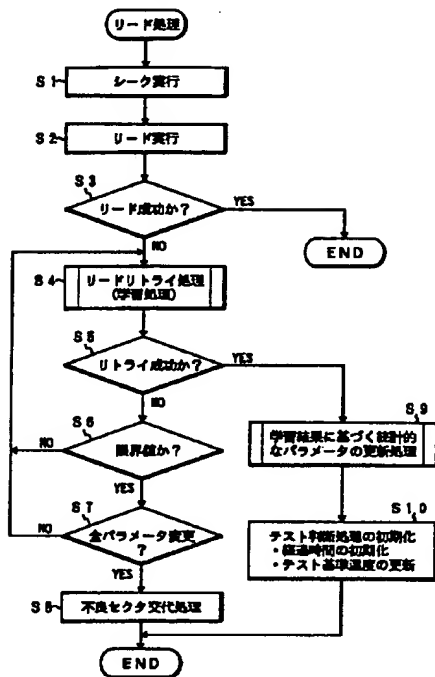 リード処理
S1
シーク実行
S2
リード実行
S3
リード成功か?
YES
NO
END
S4
リードリトライ処理
(学習処理)
S5
リトライ成功か?
YES
NO
S6
限界値か?
NO
YES
S7
全パラメータ変更
?
NO
YES
S8
不良セクタ交代処理
END
S9
学習結果に基づく統計的
なパラメータの更新処理
S10
テスト判断処理の初期化
・経過時間の初期化
・テスト基準温度の更新